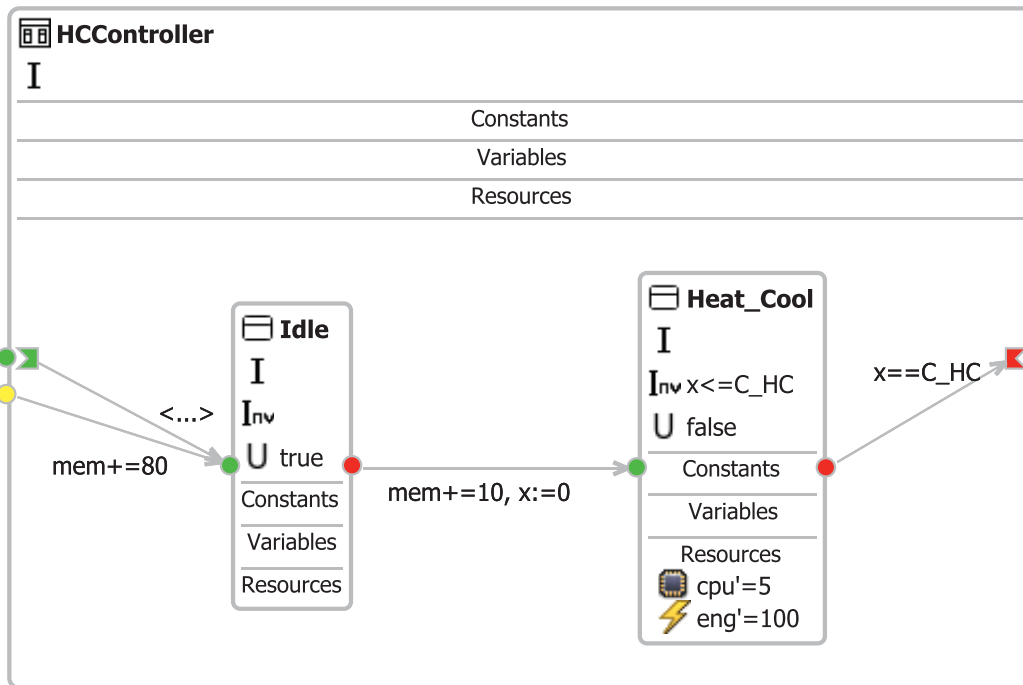 HCController
I
Constants
Variables
Resources
<...>
mem+=80
Idle
I
Inv
U true
Constants
Variables
Resources
mem+=10, x:=0
Heat_Cool
I
Inv x<=C_HC
U false
Constants
Variables
Resources
cpu'=5
eng'=100
x==C_HC